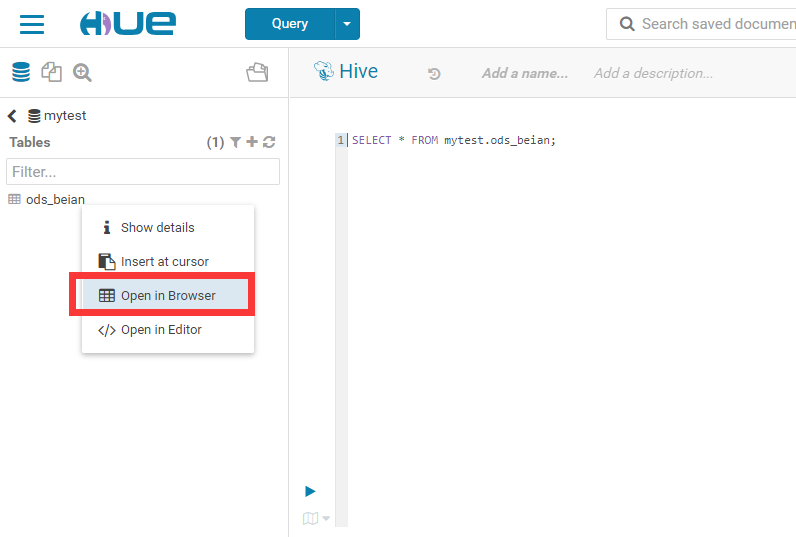 HUE
Query
Search saved documen
mytest
Tables (1)
Filter...
ods_beian
Show details
Insert at cursor
Open in Browser
</> Open in Editor
Hive
Add a name...
Add a description...
1 SELECT * FROM mytest.ods_beian;